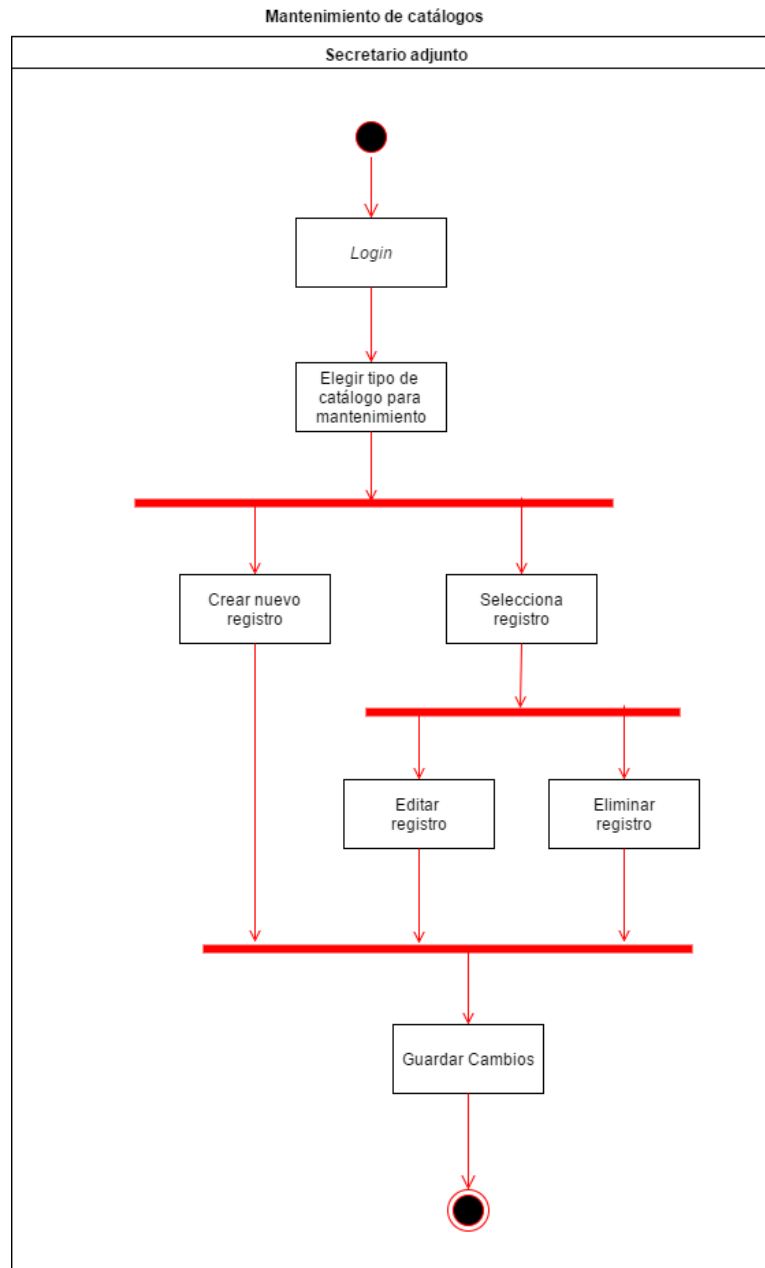 Mantenimiento de catálogos
Secretario adjunto
Login
Elegir tipo de
catálogo para
mantenimiento
Crear nuevo
registro
Selecciona
registro
Editar
registro
Eliminar
registro
Guardar Cambios